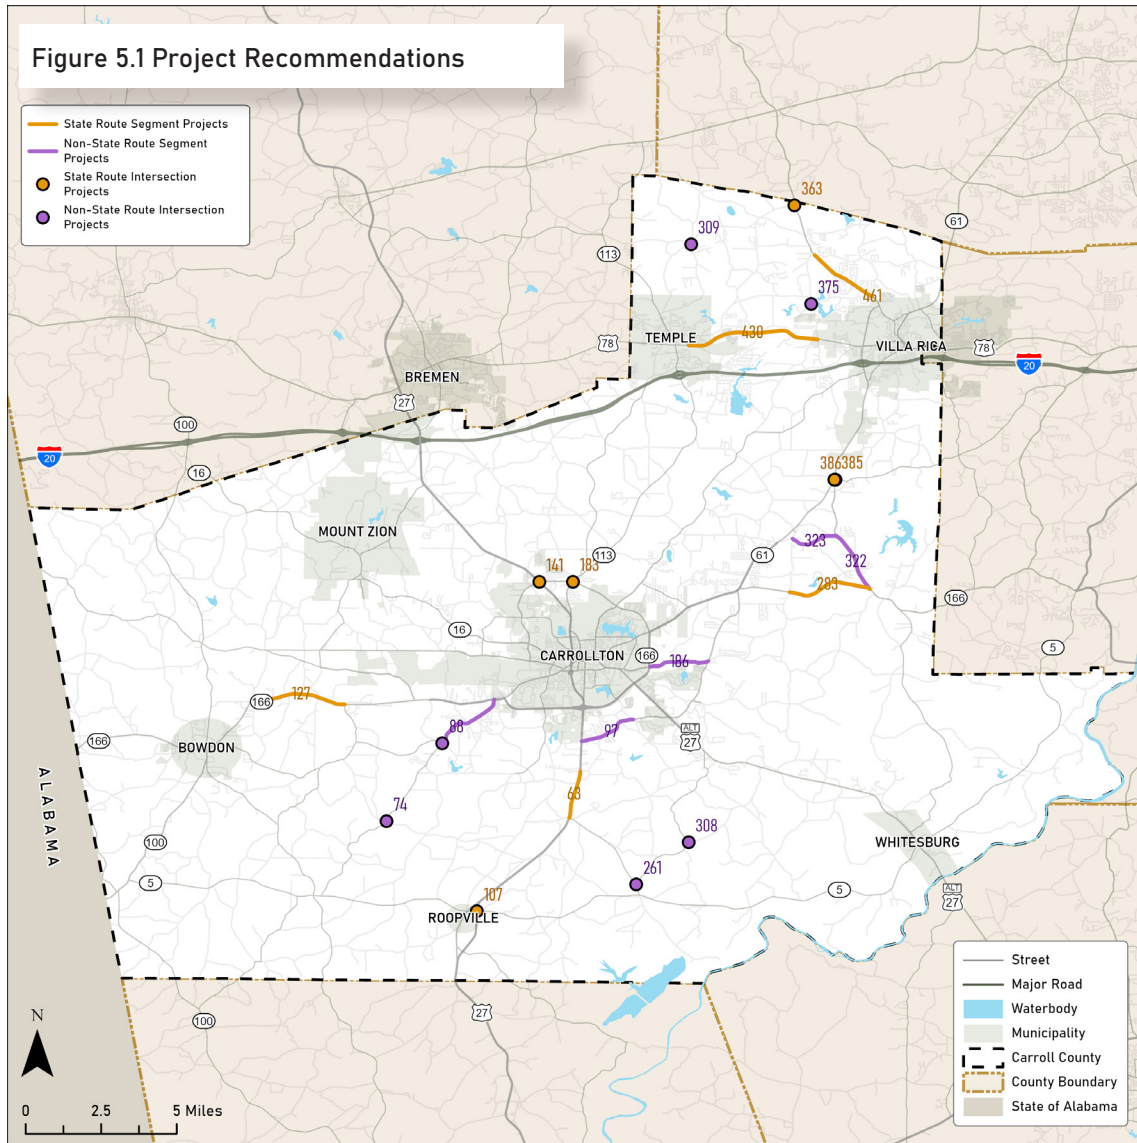 Figure 5.1 Project Recommendations
State Route Segment Projects
Non-State Route Segment
Projects
State Route Intersection
Projects
Non-State Route Intersection
Projects
363
61
309
113
375
461
430
TEMPLE
78
VILLA RICA
78
20
BREMEN
27
100
20
16
386385
MOUNT ZION
323
322
283
61
113
141
183
166
16
CARROLLTON
166
186
5
127
166
88
97
ALT
27
166
BOWDON
63
ALABAMA
74
308
WHITESBURG
100
261
5
5
ALT
27
107
ROOPVILLE
27
100
N
0
2.5
5 Miles
Street
Major Road
Waterbody
Municipality
Carroll County
County Boundary
State of Alabama